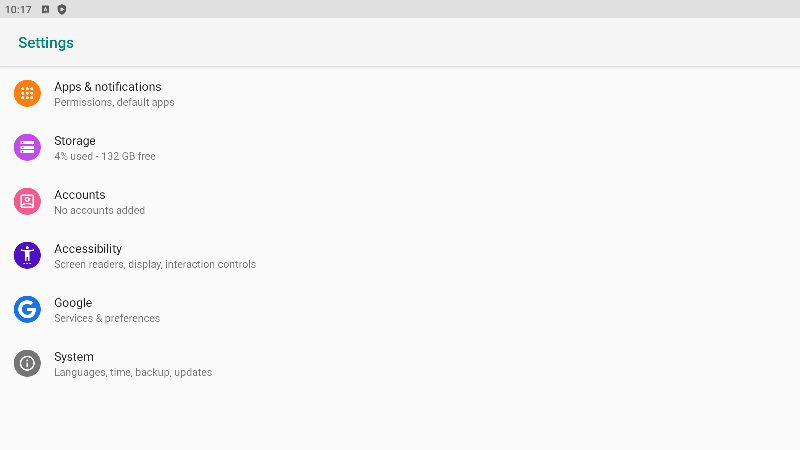 10:17
Settings
Apps & notifications
Permissions, default apps
Storage
4% used - 132 GB free
Accounts
No accounts added
Accessibility
Screen readers, display, interaction controls
Google
Services & preferences
System
Languages, time, backup, updates